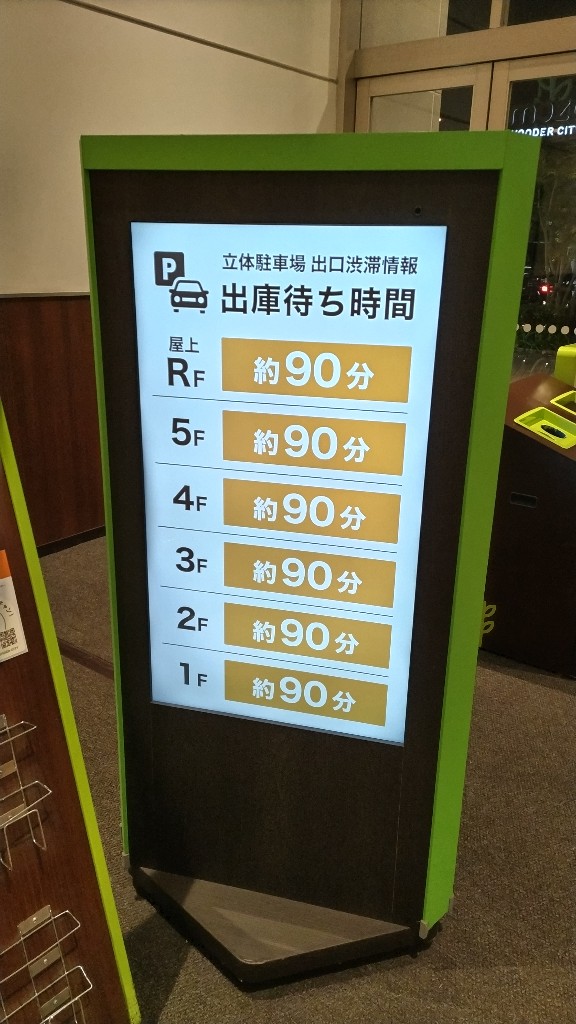 P
立体駐車場 出口渋滞情報
出庫待ち時間
屋上
RF 約90分
5F 約90分
4F 約90分
3F 約90分
2F 約90分
1F 約90分
WOODER CIT